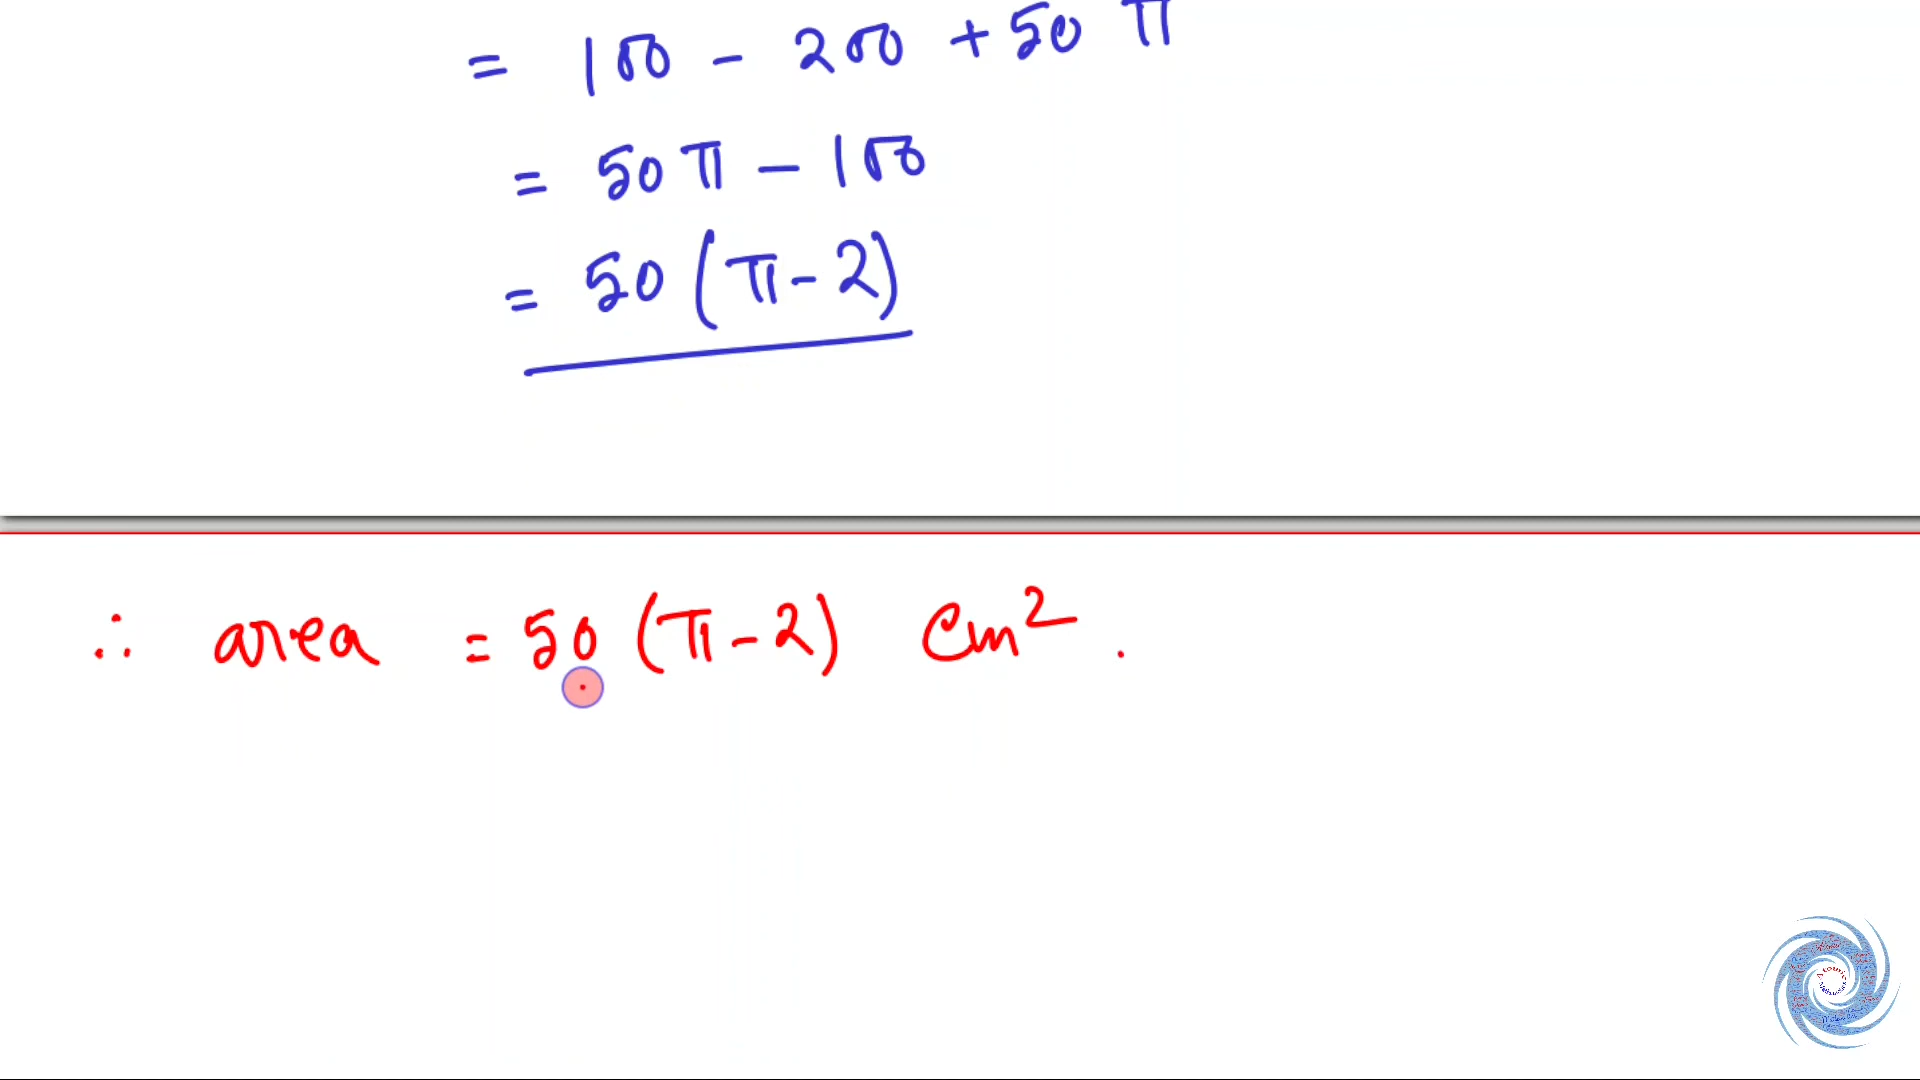 = 100 - 200 + 50 π
= 50 π - 100
= 50 (π - 2)
∴ area = 50 (π - 2) cm² .